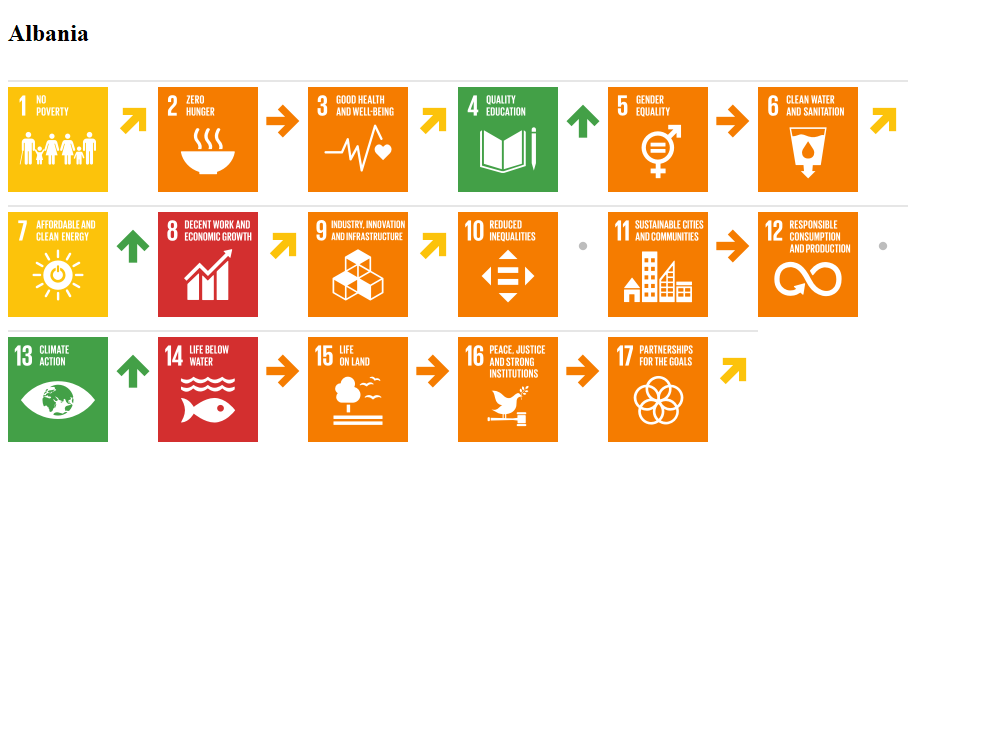 Albania
1 NO
POVERTY
2 ZERO
HUNGER
3 GOOD HEALTH
AND WELL-BEING
4 QUALITY
EDUCATION
5 GENDER
EQUALITY
6 CLEAN WATER
AND SANITATION
7 AFFORDABLE AND
CLEAN ENERGY
8 DECENT WORK AND
ECONOMIC GROWTH
9 INDUSTRY, INNOVATION
AND INFRASTRUCTURE
10 REDUCED
INEQUALITIES
11 SUSTAINABLE CITIES
AND COMMUNITIES
12 RESPONSIBLE
CONSUMPTION
AND PRODUCTION
13 CLIMATE
ACTION
14 LIFE BELOW
WATER
15 LIFE
ON LAND
16 PEACE, JUSTICE
AND STRONG
INSTITUTIONS
17 PARTNERSHIPS
FOR THE GOALS